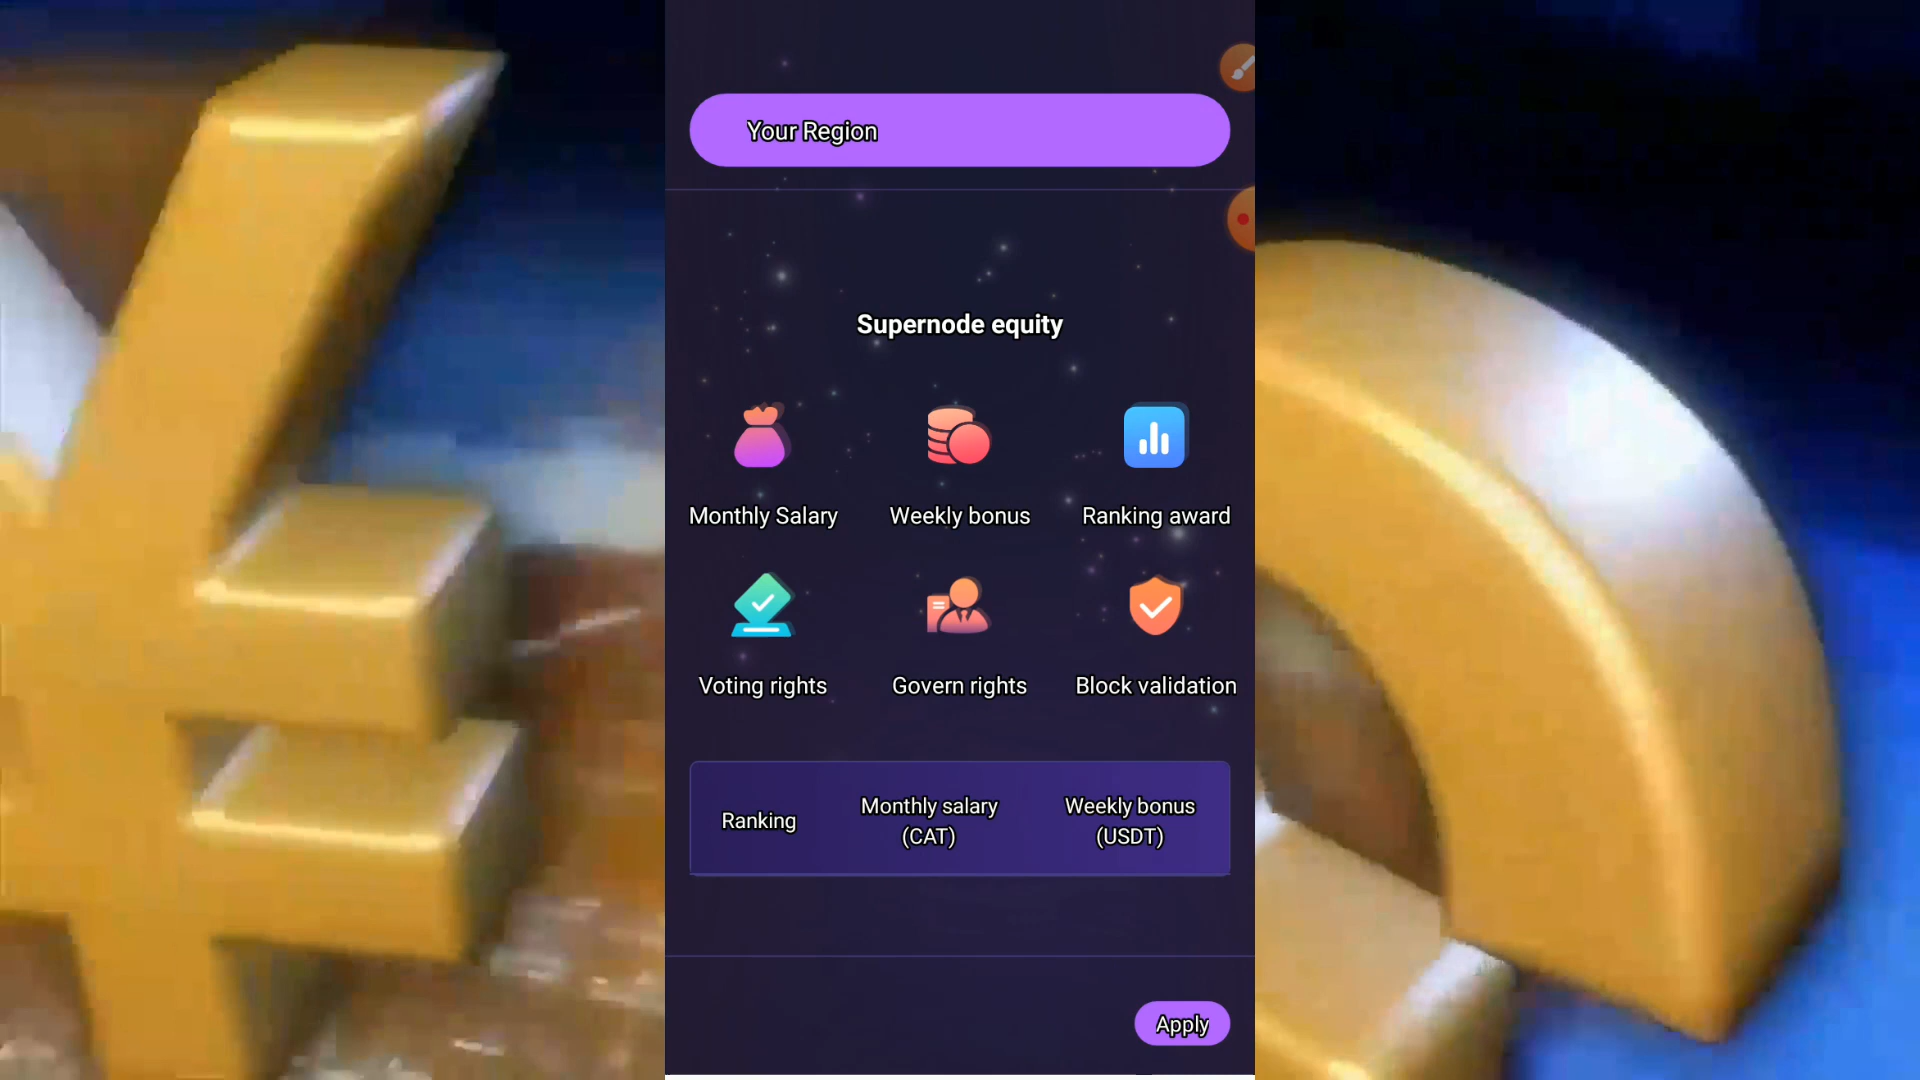 Your Region
Supernode equity
Monthly Salary
Weekly bonus
Ranking award
Voting rights
Govern rights
Block validation
Ranking
Monthly salary
(CAT)
Weekly bonus
(USDT)
Apply